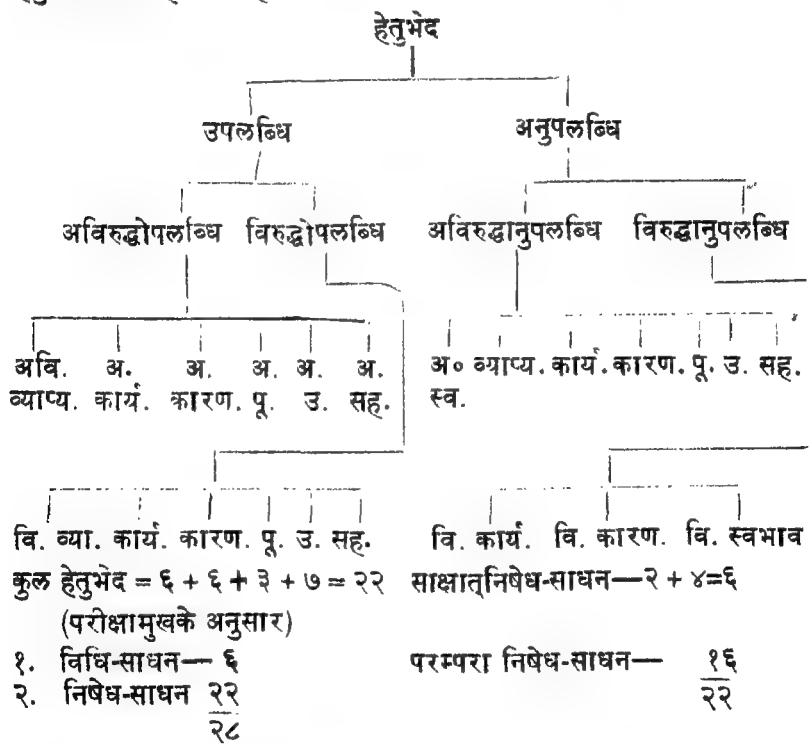 हेतुभेद
उपलब्धि अनुपलब्धि
अविरुद्धोपलब्धि विरुद्धोपलब्धि अविरुद्धानुपलब्धि विरुद्धानुपलब्धि
अवि. अ. अ. अ. अ. अ. अ० व्याप्य. कार्य. कारण. पू. उ. सह.
व्याप्य. कार्य. कारण. पू. उ. सह. स्व.
वि. व्या. कार्य. कारण. पू. उ. सह. वि. कार्य. वि. कारण. वि. स्वभाव
कुल हेतुभेद = ६ + ६ + ३ + ७ = २२ साक्षात्निषेध-साधन—२ + ४=६
(परीक्षामुखके अनुसार)
१. विधि-साधन— ६ परम्परा निषेध-साधन— १६
२. निषेध-साधन २२ २२
२८